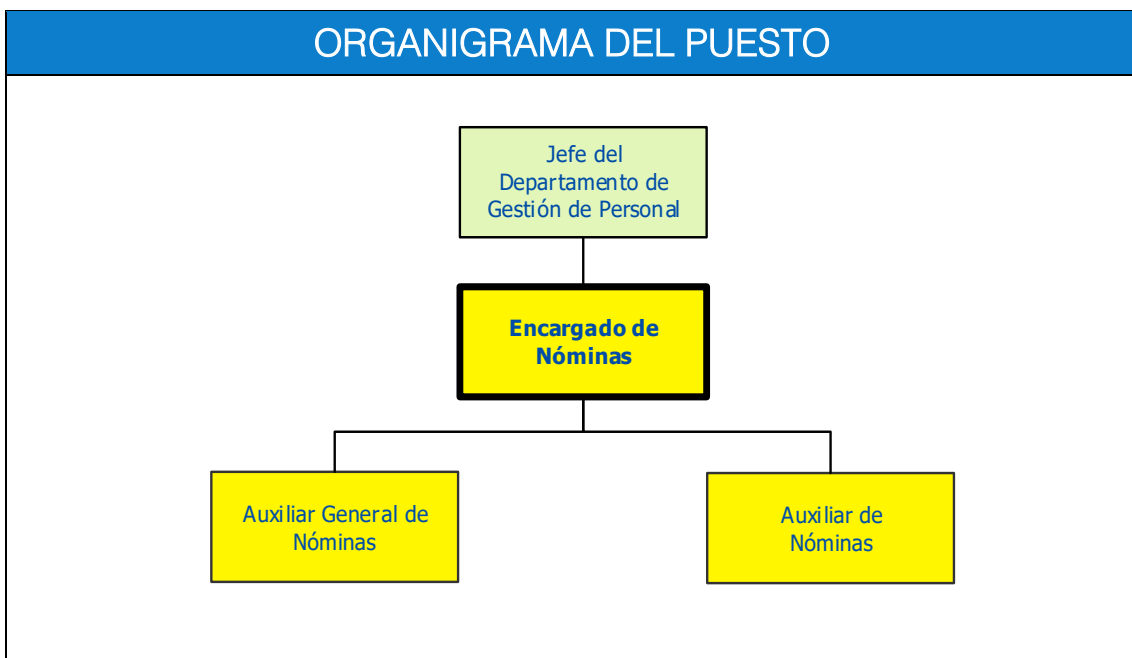 ORGANIGRAMA DEL PUESTO
Jefe del
Departamento de
Gestión de Personal
Encargado de
Nóminas
Auxiliar General de
Nóminas
Auxiliar de
Nóminas